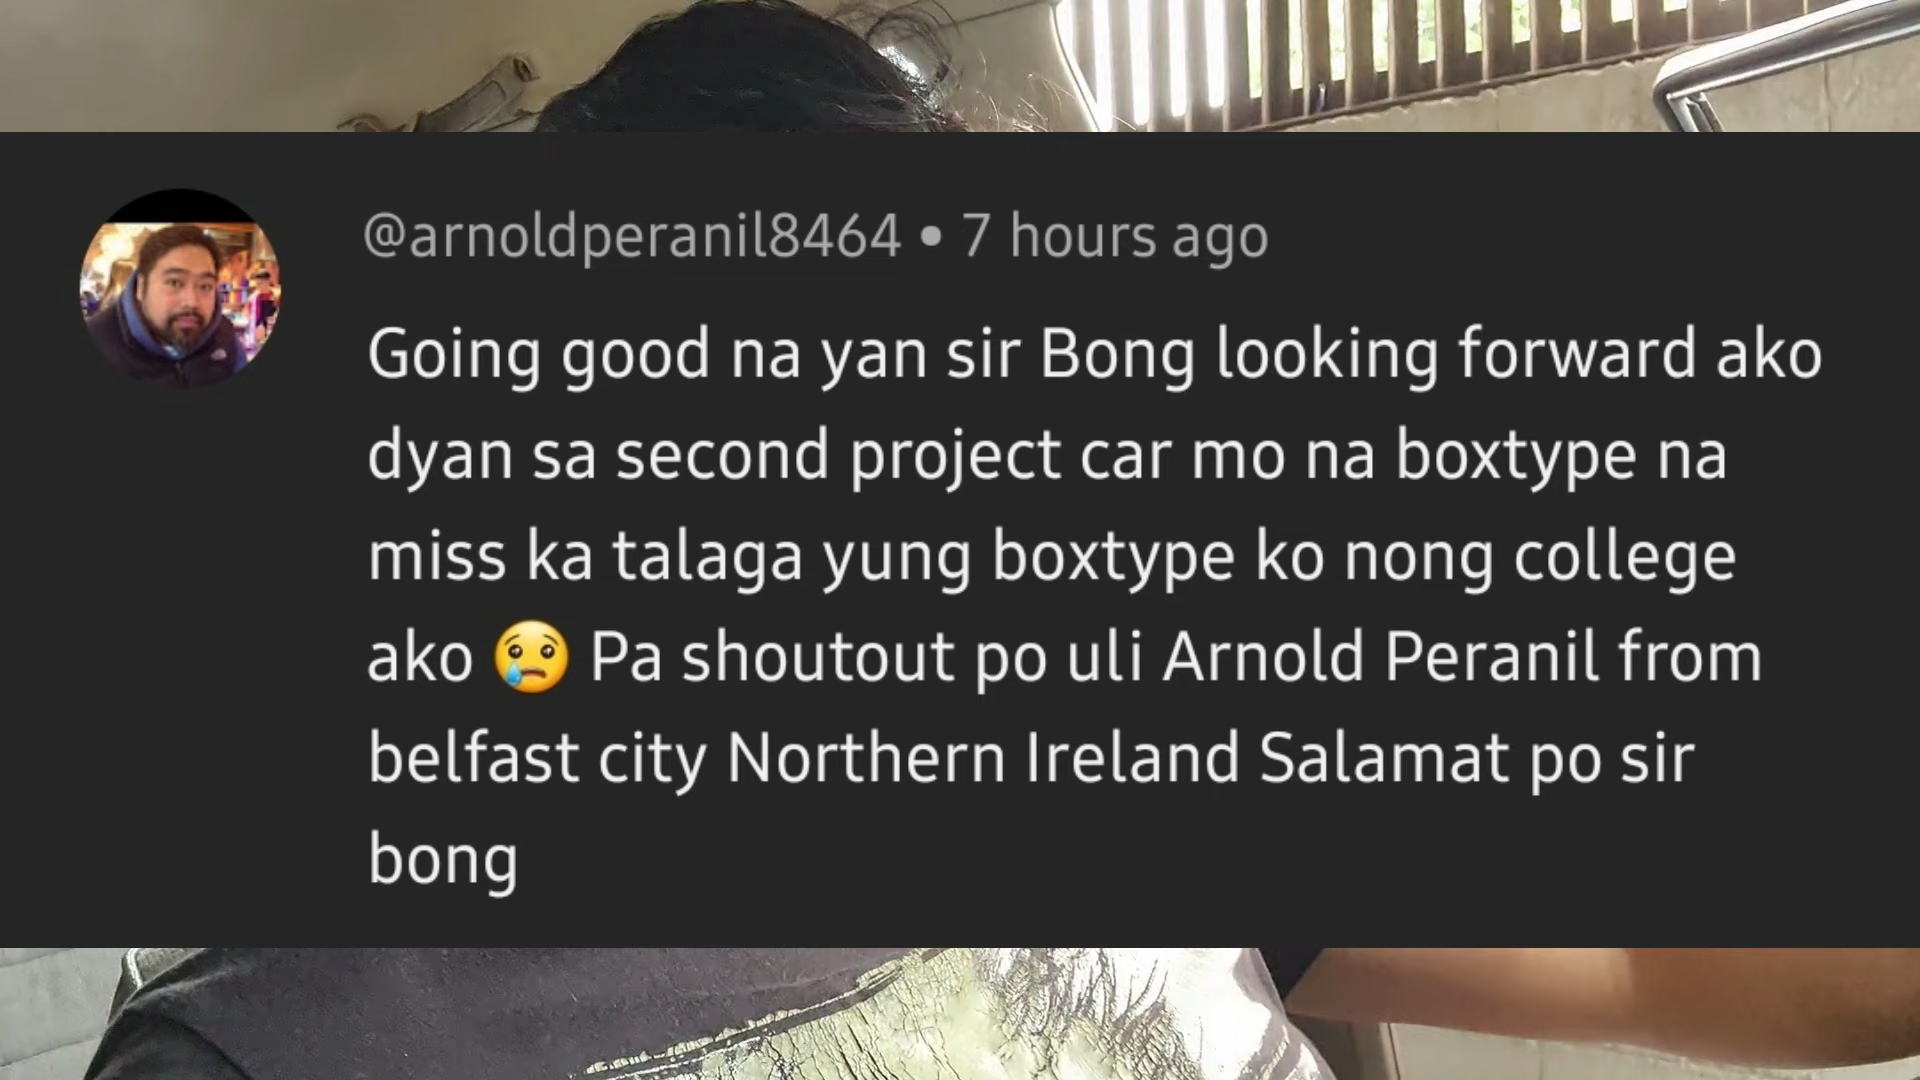 @arnoldperanil8464 • 7 hours ago
Going good na yan sir Bong looking forward ako
dyan sa second project car mo na boxtype na
miss ka talaga yung boxtype ko nong college
ako 😢 Pa shoutout po uli Arnold Peranil from
belfast city Northern Ireland Salamat po sir
bong